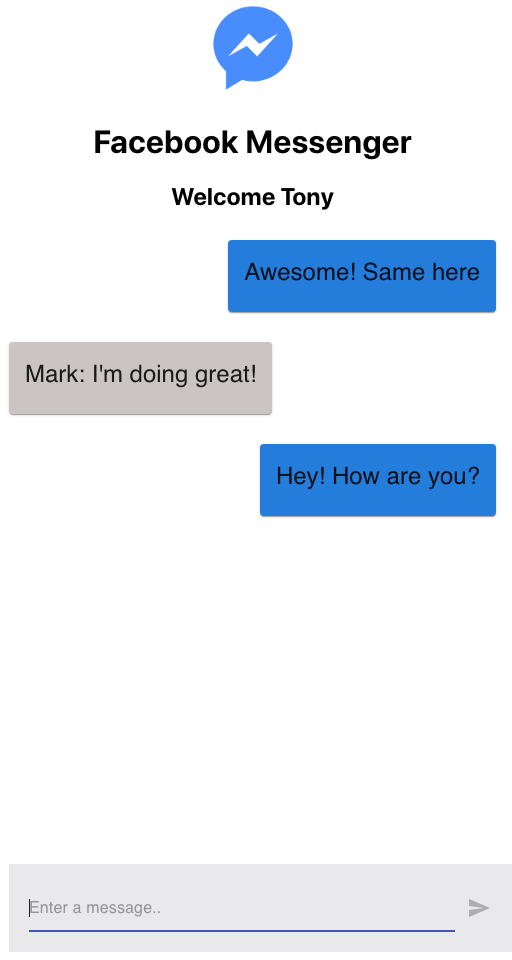 Facebook Messenger
Welcome Tony
Awesome! Same here
Mark: I'm doing great!
Hey! How are you?
Enter a message..